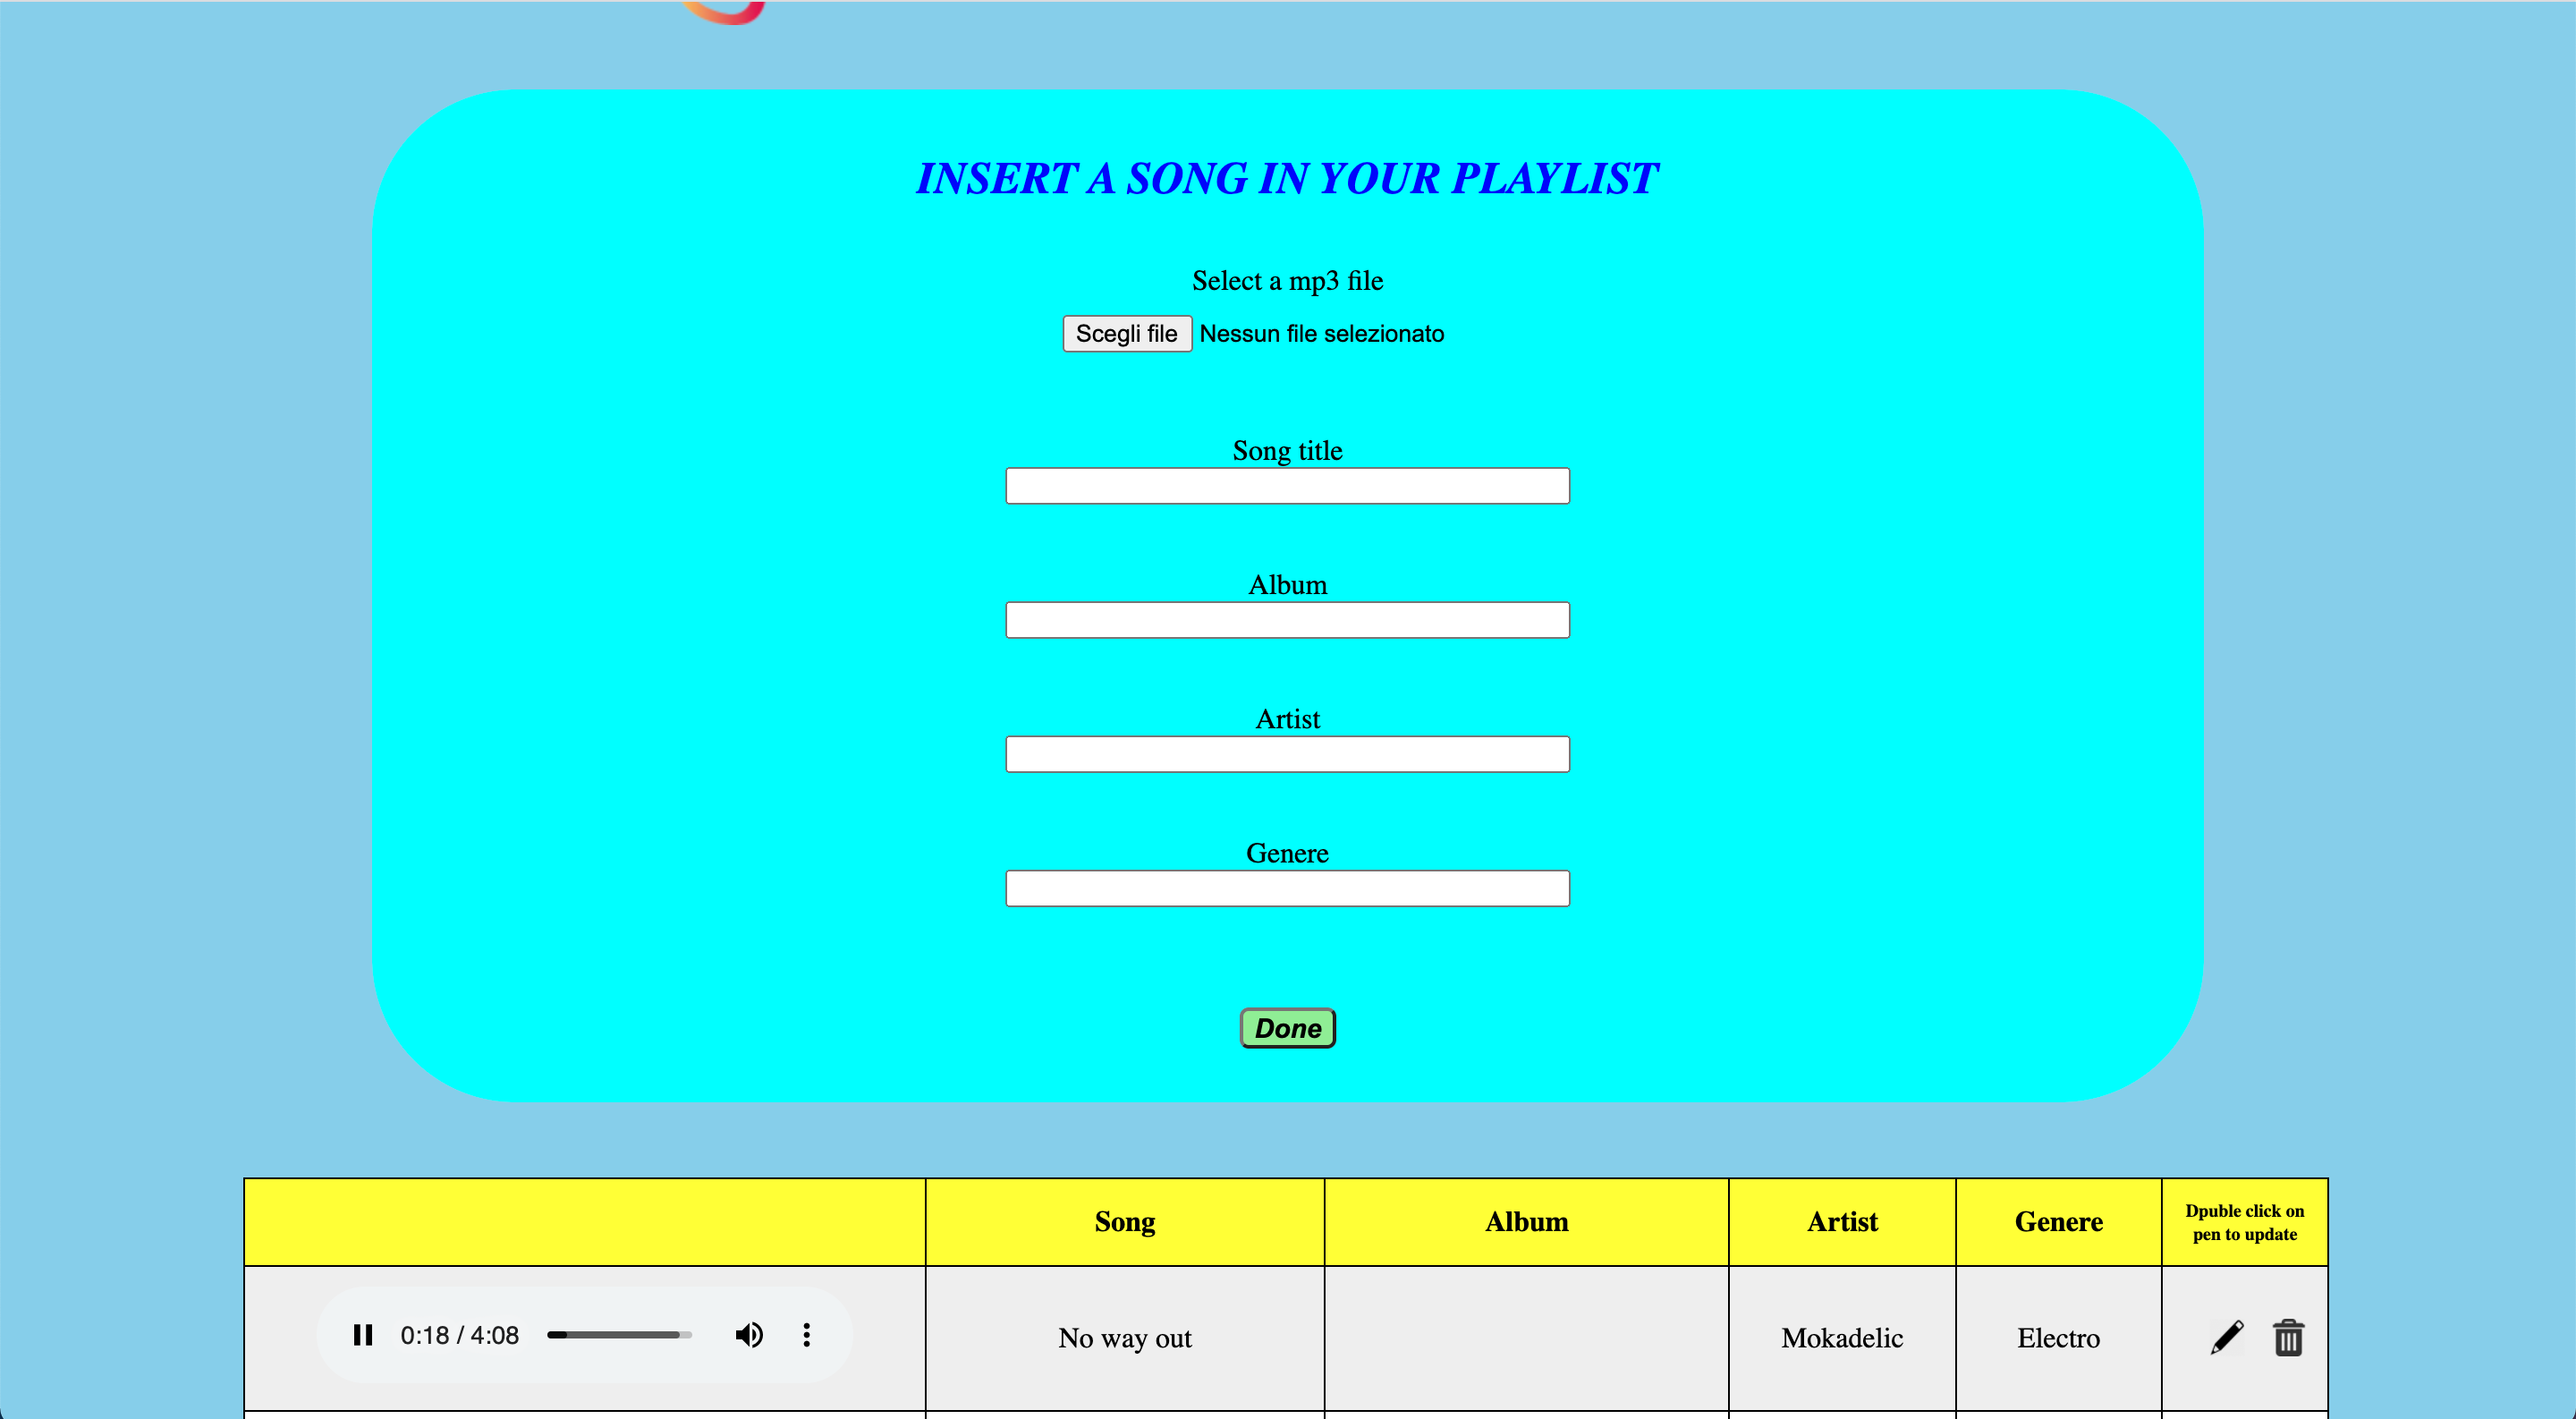 INSERT A SONG IN YOUR PLAYLIST
Select a mp3 file
Scegli file Nessun file selezionato
Song title
Album
Artist
Genere
Done
Song Album Artist Genere Dpuble click on
pen to update
0:18 / 4:08 No way out Mokadelic Electro